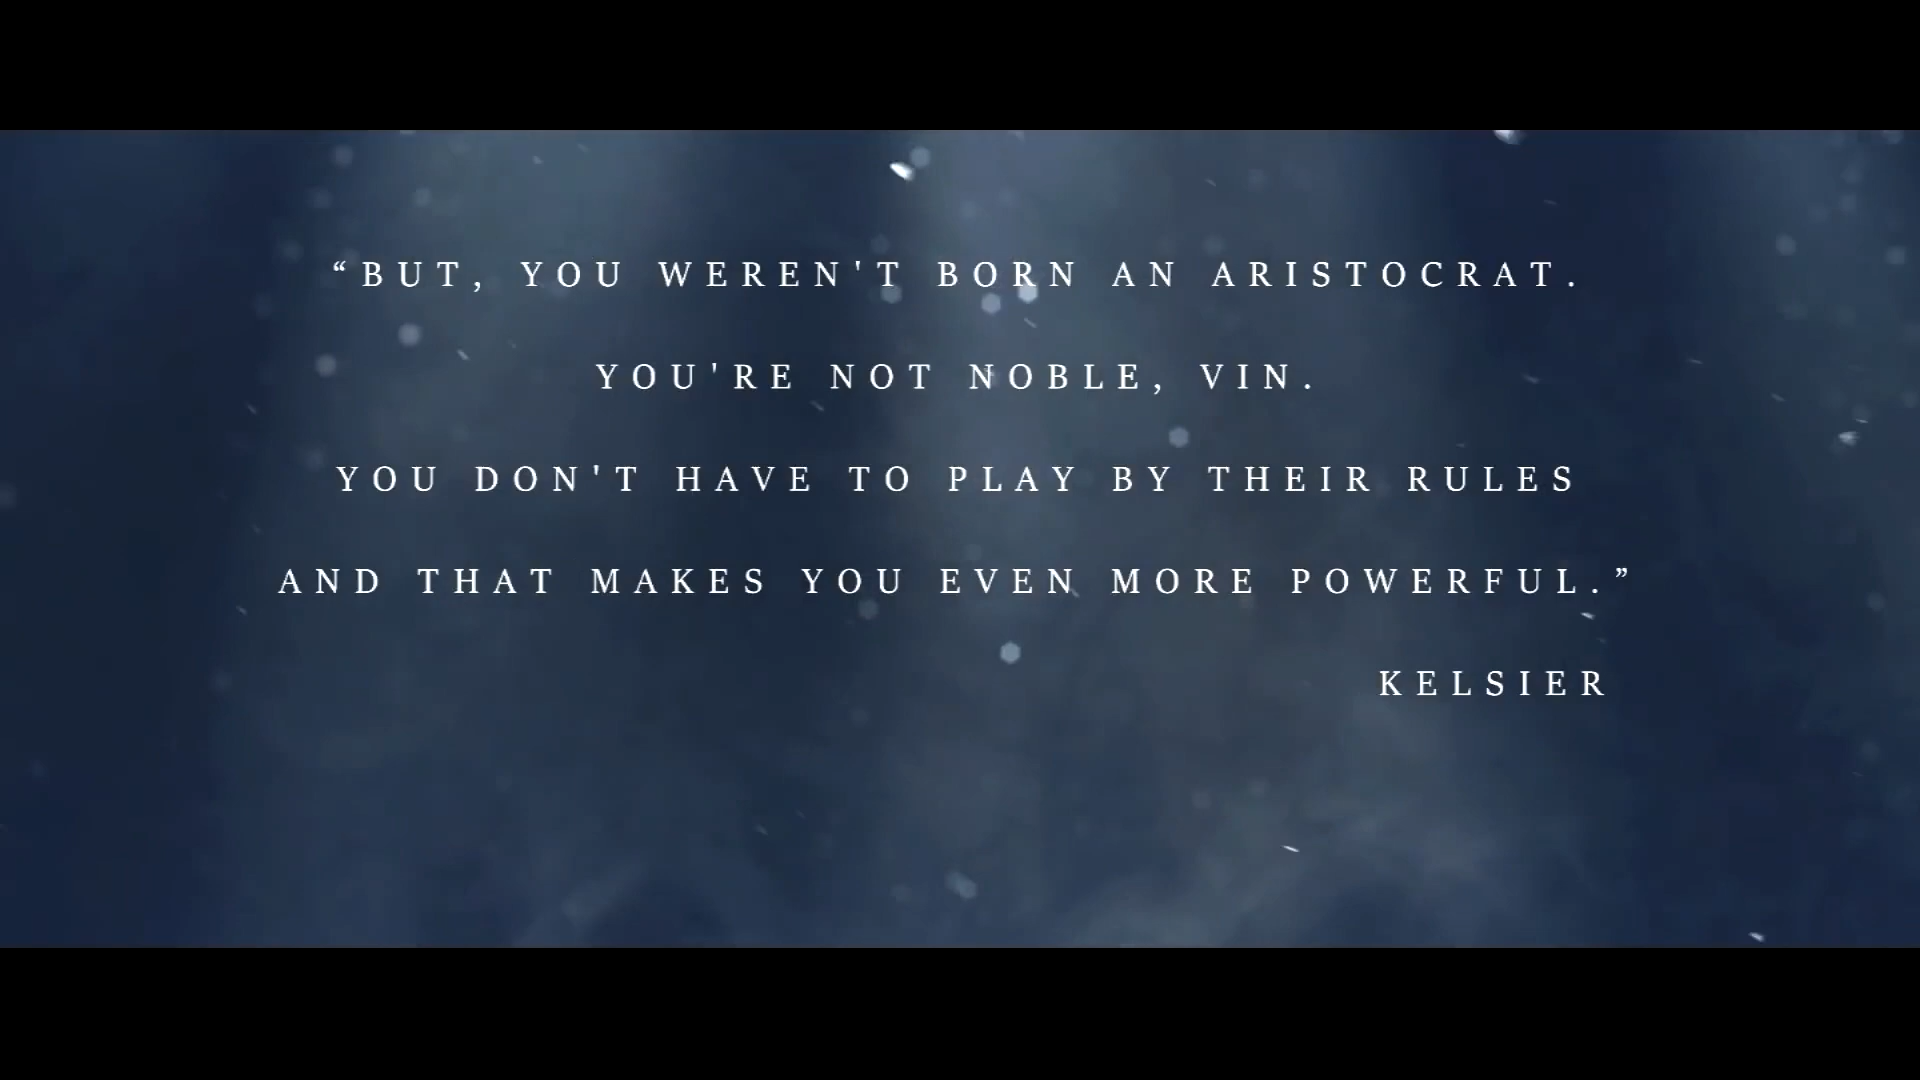 “BUT, YOU WEREN'T BORN AN ARISTOCRAT.
YOU'RE NOT NOBLE, VIN.
YOU DON'T HAVE TO PLAY BY THEIR RULES
AND THAT MAKES YOU EVEN MORE POWERFUL.”
KELSIER